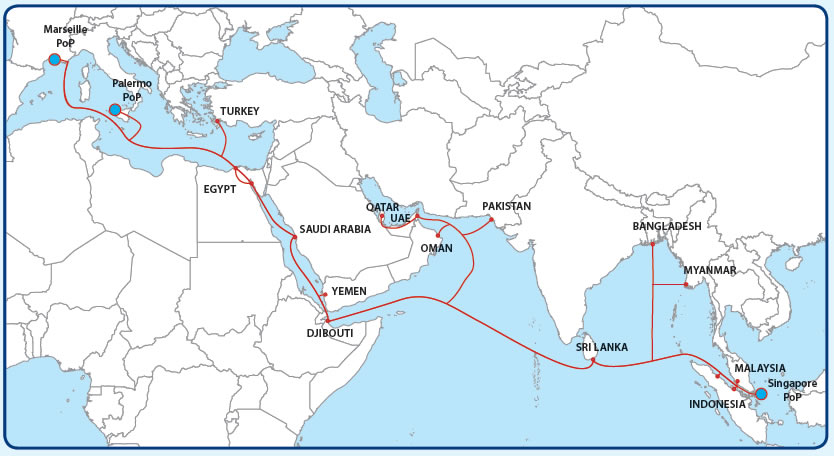 Marseille
PoP
Palermo
PoP
TURKEY
EGYPT
QATAR
UAE
PAKISTAN
SAUDI ARABIA
BANGLADESH
OMAN
MYANMAR
YEMEN
DJIBOUTI
SRI LANKA
MALAYSIA
Singapore
PoP
INDONESIA